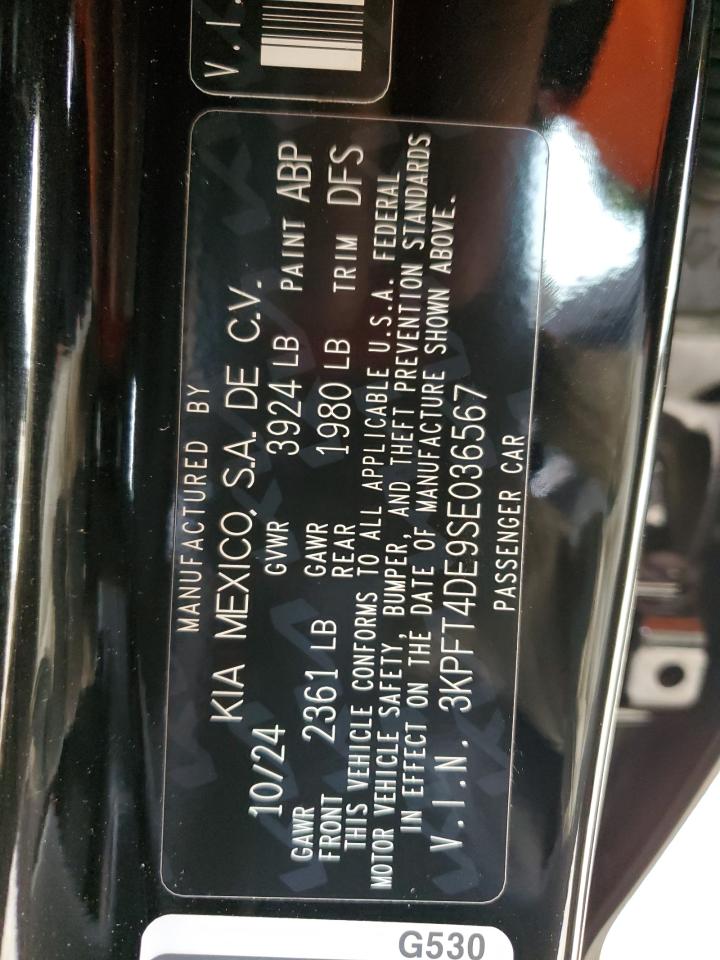 V.I.
MANUFACTURED BY
KIA MEXICO, S.A. DE C.V.
10/24 GVWR 3924 LB PAINT ABP
GAWR FRONT 2361 LB GAWR REAR 1980 LB TRIM DFS
THIS VEHICLE CONFORMS TO ALL APPLICABLE U.S.A. FEDERAL
MOTOR VEHICLE SAFETY, BUMPER, AND THEFT PREVENTION STANDARDS
IN EFFECT ON THE DATE OF MANUFACTURE SHOWN ABOVE.
V.I.N. 3KPFT4DE9SE036567
PASSENGER CAR
G530